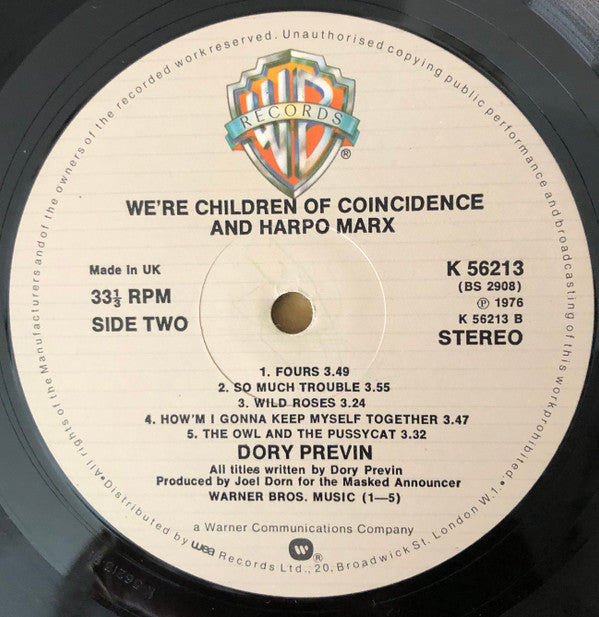 All rights of the Manufacturers and of the owners of the recorded work reserved. Unauthorised copying public performance and broadcasting of this work prohibited.
RECORDS
WB
®
WE'RE CHILDREN OF COINCIDENCE
AND HARPO MARX
Made in UK
33⅓ RPM
SIDE TWO
K 56213
(BS 2908)
Ⓟ 1976
K 56213 B
STEREO
1. FOURS 3.49
2. SO MUCH TROUBLE 3.55
3. WILD ROSES 3.24
4. HOW'M I GONNA KEEP MYSELF TOGETHER 3.47
5. THE OWL AND THE PUSSYCAT 3.32
DORY PREVIN
All titles written by Dory Previn
Produced by Joel Dorn for the Masked Announcer
WARNER BROS. MUSIC (1—5)
a Warner Communications Company
®
•Distributed by wea Records Ltd., 20, Broadwick St. London W.1.•